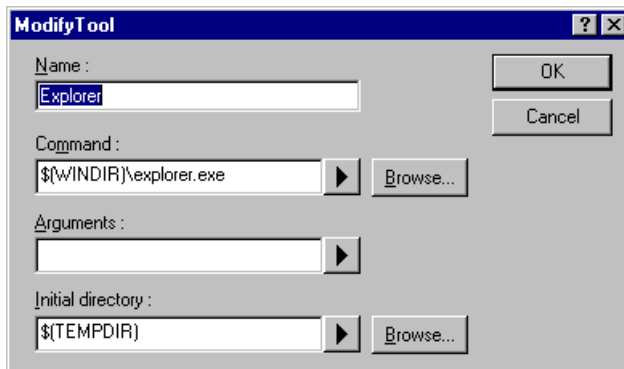 ModifyTool
Name :
OK
Explorer
Cancel
Command :
$(WINDIR)\explorer.exe
Browse...
Arguments :
Initial directory :
$(TEMPDIR)
Browse...